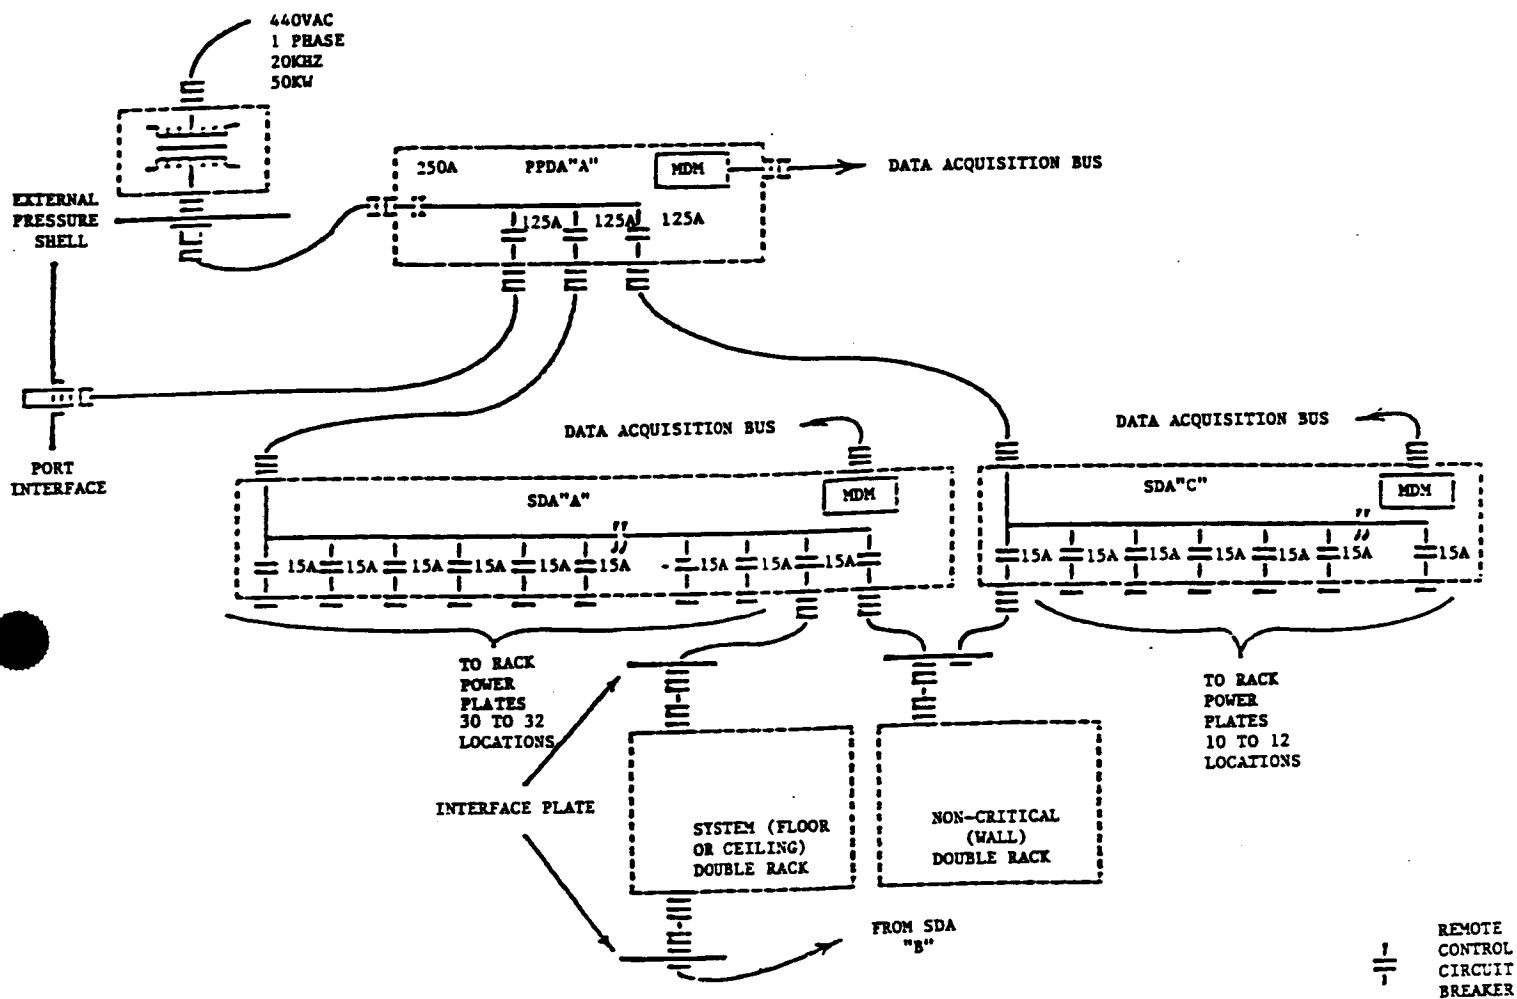 440VAC
1 PHASE
20KHZ
50KW
EXTERNAL
PRESSURE
SHELL
250A
PPDA"A"
MDM
DATA ACQUISITION BUS
125A
125A
125A
PORT
INTERFACE
DATA ACQUISITION BUS
DATA ACQUISITION BUS
SDA"A"
MDM
SDA"C"
MDM
15A 15A 15A 15A 15A 15A 15A 15A 15A
15A 15A 15A 15A 15A 15A 15A
TO RACK
POWER
PLATES
30 TO 32
LOCATIONS
TO RACK
POWER
PLATES
10 TO 12
LOCATIONS
INTERFACE PLATE
SYSTEM (FLOOR
OR CEILING)
DOUBLE RACK
NON-CRITICAL
(WALL)
DOUBLE RACK
FROM SDA
"B"
REMOTE
CONTROL
CIRCUIT
BREAKER